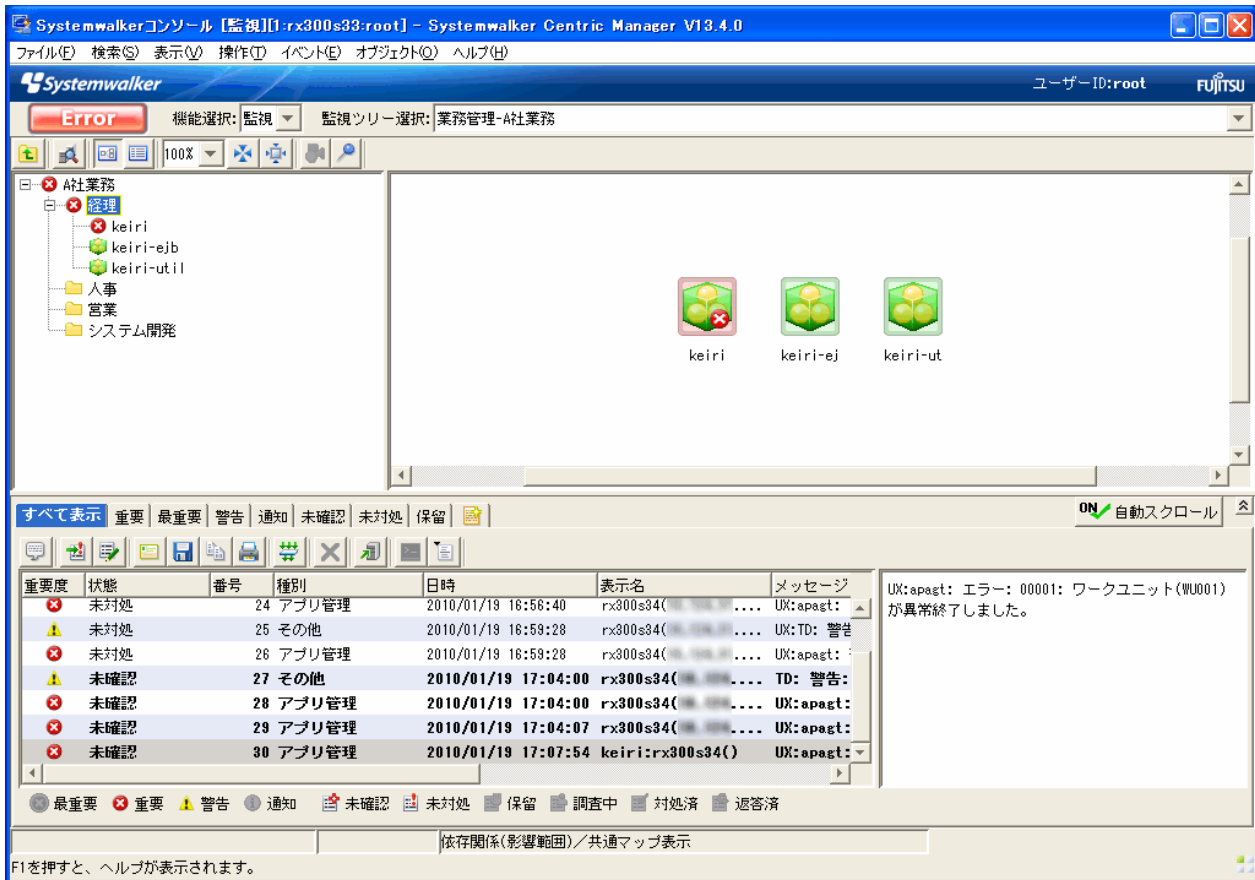 Systemwalkerコンソール [監視][1:rx300s33:root] - Systemwalker Centric Manager V13.4.0
ファイル(F) 検索(S) 表示(V) 操作(T) イベント(E) オブジェクト(O) ヘルプ(H)
Systemwalker ユーザーID:root FUJITSU
Error 機能選択: 監視 監視ツリー選択: 業務管理-A社業務
100%
A社業務
経理
keiri
keiri-ejb
keiri-util
人事
営業
システム開発
keiri keiri-ej keiri-ut
すべて表示 重要 最重要 警告 通知 未確認 未対処 保留 ON 自動スクロール
重要度 状態 番号 種別 日時 表示名 メッセージ
未対処 24 アプリ管理 2010/01/19 16:56:40 rx300s34( .... UX:apagt:
未対処 25 その他 2010/01/19 16:59:28 rx300s34( .... UX:TD: 警告
未対処 26 アプリ管理 2010/01/19 16:59:28 rx300s34( .... UX:apagt:
未確認 27 その他 2010/01/19 17:04:00 rx300s34( .... TD: 警告:
未確認 28 アプリ管理 2010/01/19 17:04:00 rx300s34( .... UX:apagt:
未確認 29 アプリ管理 2010/01/19 17:04:07 rx300s34( .... UX:apagt:
未確認 30 アプリ管理 2010/01/19 17:07:54 keiri:rx300s34() UX:apagt:
UX:apagt: エラー: 00001: ワークユニット(WU001)
が異常終了しました。
最重要 重要 警告 通知 未確認 未対処 保留 調査中 対処済 返答済
依存関係(影響範囲)/共通マップ表示
F1を押すと、ヘルプが表示されます。